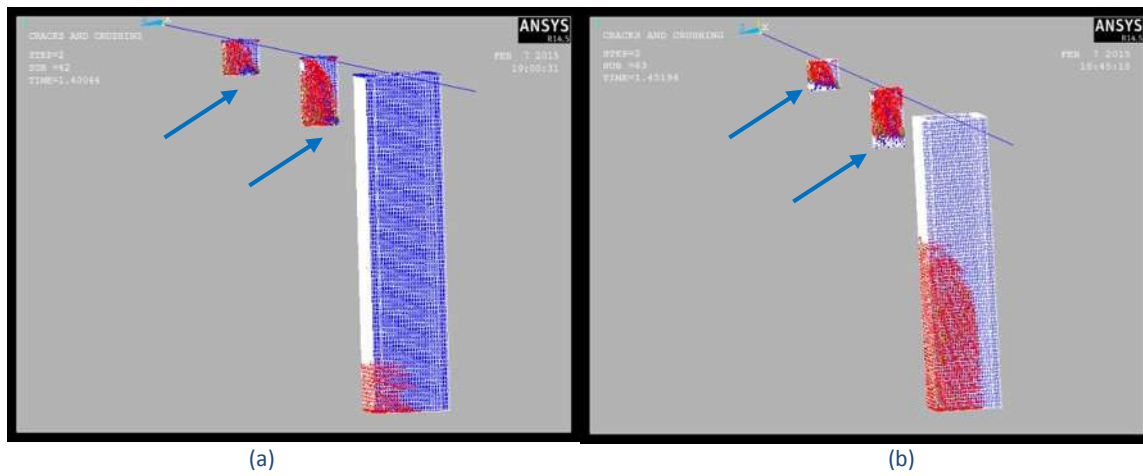 CRACKS AND CRUSHING
STEP=2
SUB =42
TIME=1.40044
ANSYS
R14.5
FEB 7 2015
19:00:31
CRACKS AND CRUSHING
STEP=2
SUB =63
TIME=1.45194
ANSYS
R14.5
FEB 7 2015
(a)
(b)